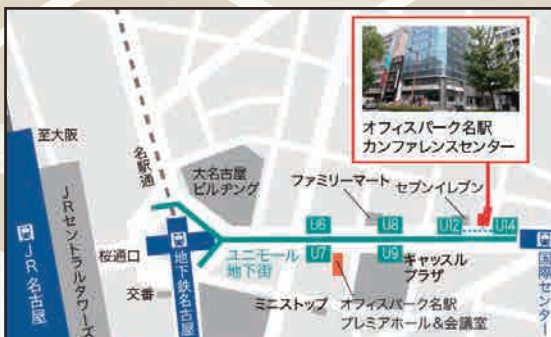 オフィスパーク名駅
カンファレンスセンター
至大阪
名駅通
大名古屋
ビルヂング
ファミリーマート
セブンイレブン
JRセントラルタワーズ
JR名古屋
桜通口
地下鉄名古屋
ユニモール
地下街
U6
U8
U12
U14
U7
U9
キャッスル
プラザ
国際センター
交番
ミニストップ
オフィスパーク名駅
プレミアホール&会議室